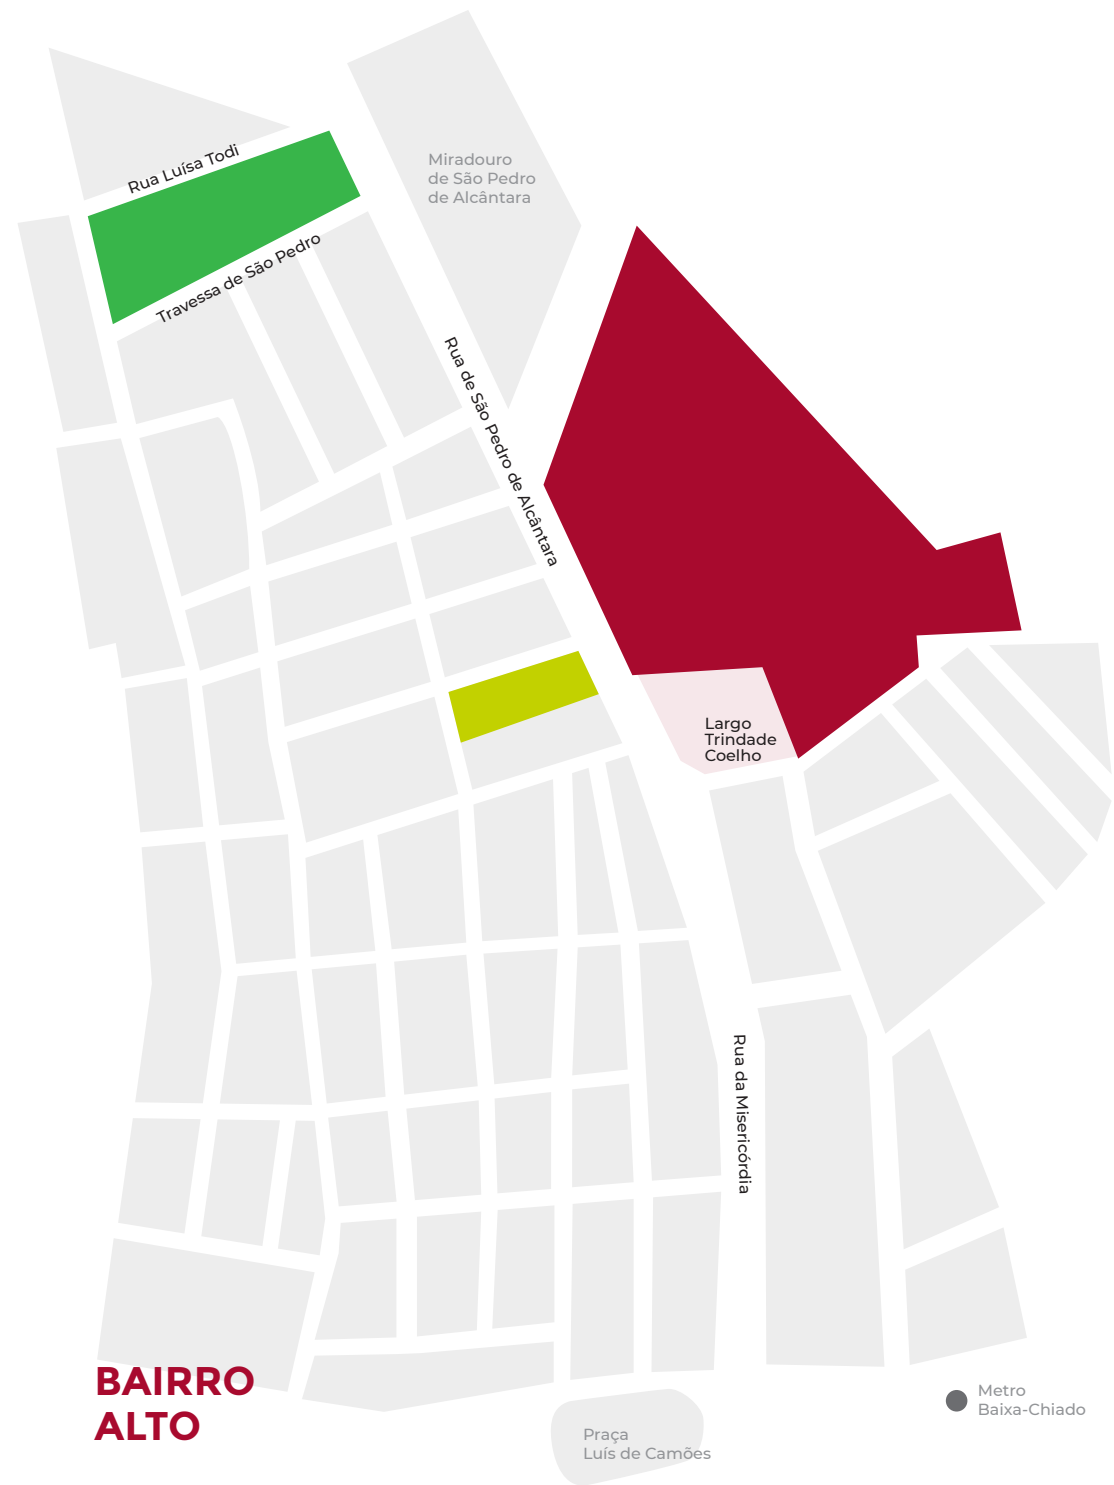 Rua Luísa Todi
Miradouro
de São Pedro
de Alcântara
Travessa de São Pedro
Rua de São Pedro de Alcântara
Largo
Trindade
Coelho
Rua da Misericórdia
BAIRRO
ALTO
Metro
Baixa-Chiado
Praça
Luís de Camões